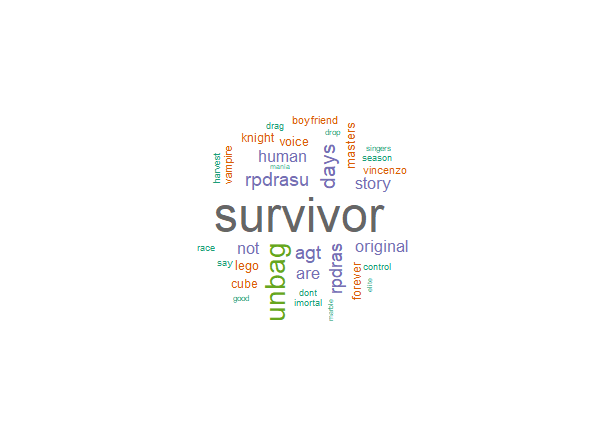 boyfriend
drag
drop
knight
voice
masters
singers
human
days
season
harvest
vampire
mania
vincenzo
rpdrasu
story
survivor
race
not
unbag
agt
rpdras
original
say
lego
are
forever
control
cube
elite
good
dont
imortal
marble